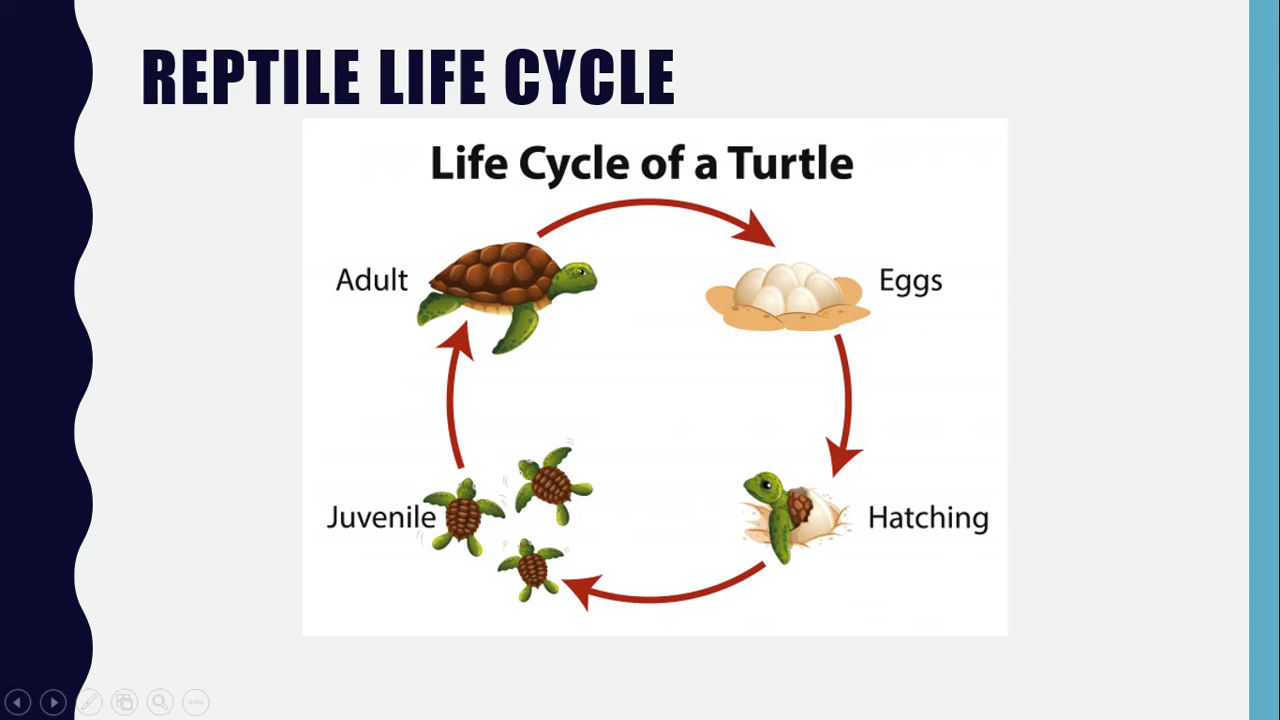 REPTILE LIFE CYCLE
Life Cycle of a Turtle
Adult
Eggs
Juvenile
Hatching